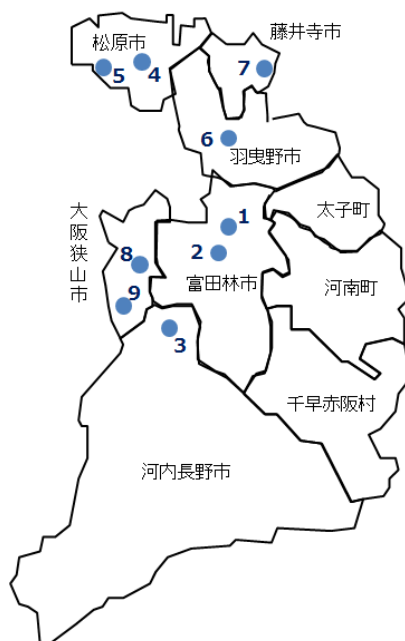 藤井寺市
松原市
5
4
7
6
羽曳野市
太子町
大阪狭山市
1
8
2
富田林市
河南町
9
3
千早赤阪村
河内長野市